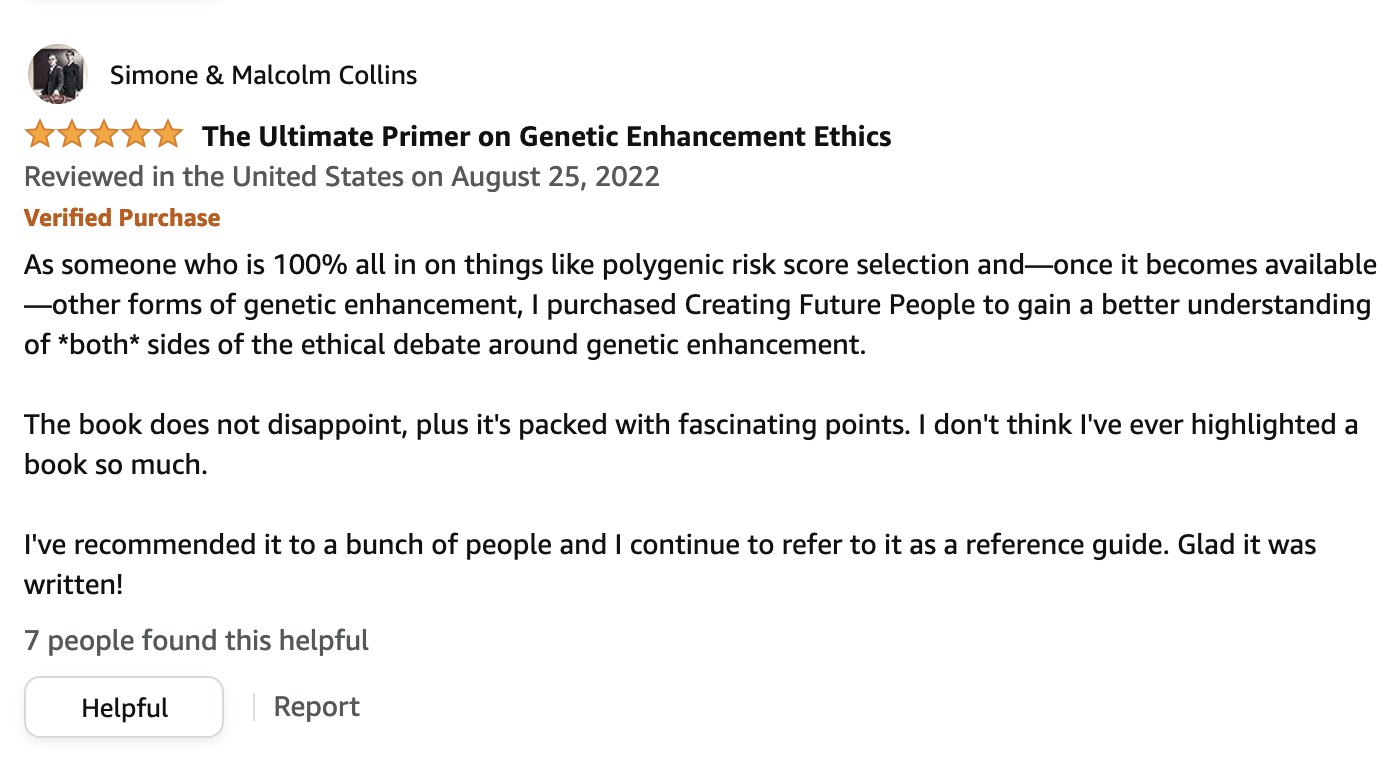 Simone & Malcolm Collins
The Ultimate Primer on Genetic Enhancement Ethics
Reviewed in the United States on August 25, 2022
Verified Purchase
As someone who is 100% all in on things like polygenic risk score selection and—once it becomes available
—other forms of genetic enhancement, I purchased Creating Future People to gain a better understanding
of *both* sides of the ethical debate around genetic enhancement.
The book does not disappoint, plus it's packed with fascinating points. I don't think I've ever highlighted a
book so much.
I've recommended it to a bunch of people and I continue to refer to it as a reference guide. Glad it was
written!
7 people found this helpful
Helpful
Report